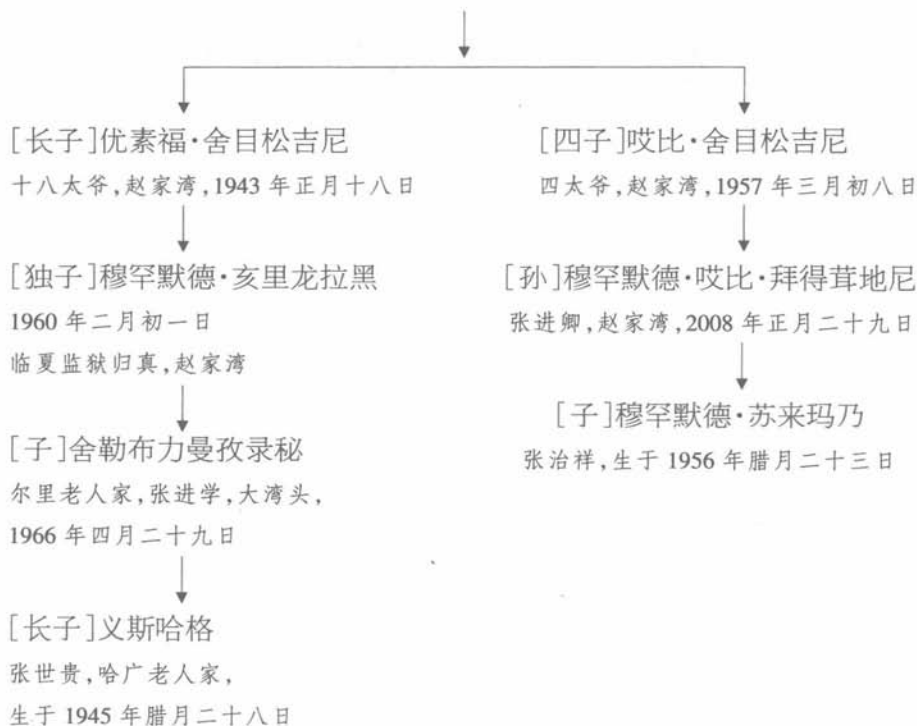 [长子]优素福·舍目松吉尼
十八太爷,赵家湾,1943年正月十八日
[独子]穆罕默德·亥里龙拉黑
1960年二月初一日
临夏监狱归真,赵家湾
[子]舍勒布力曼孜录秘
尔里老人家,张进学,大湾头,
1966年四月二十九日
[长子]义斯哈格
张世贵,哈广老人家,
生于1945年腊月二十八日
[四子]哎比·舍目松吉尼
四太爷,赵家湾,1957年三月初八日
[孙]穆罕默德·哎比·拜得茸地尼
张进卿,赵家湾,2008年正月二十九日
[子]穆罕默德·苏来玛乃
张治祥,生于1956年腊月二十三日